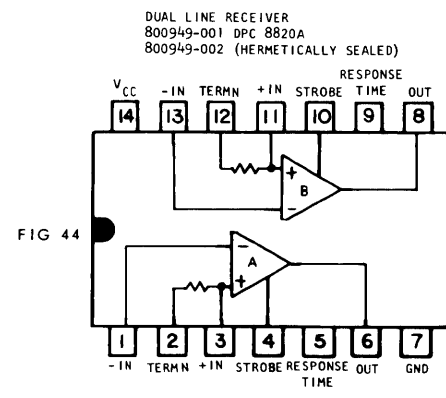 DUAL LINE RECEIVER
800949-001 DPC 8820A
800949-002 (HERMETICALLY SEALED)
VCC -IN TERMN +IN STROBE RESPONSE TIME OUT
14 13 12 11 10 9 8
+
B
-
FIG 44
-
A
+
1 2 3 4 5 6 7
-IN TERMN +IN STROBE RESPONSE TIME OUT GND